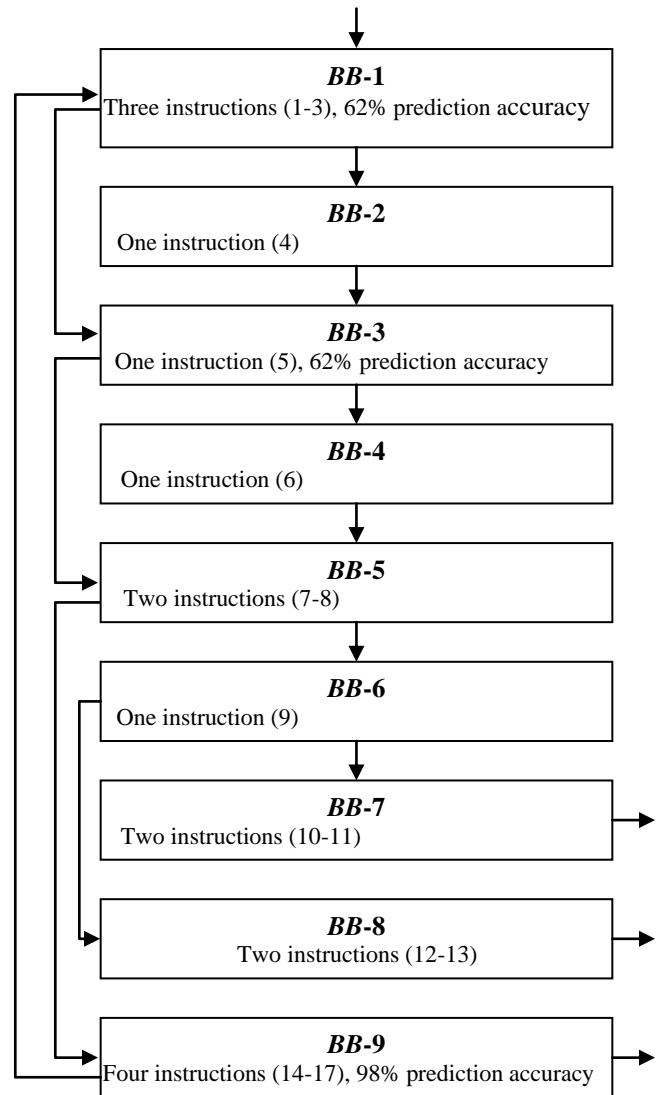 BB-1
Three instructions (1-3), 62% prediction accuracy
BB-2
One instruction (4)
BB-3
One instruction (5), 62% prediction accuracy
BB-4
One instruction (6)
BB-5
Two instructions (7-8)
BB-6
One instruction (9)
BB-7
Two instructions (10-11)
BB-8
Two instructions (12-13)
BB-9
Four instructions (14-17), 98% prediction accuracy